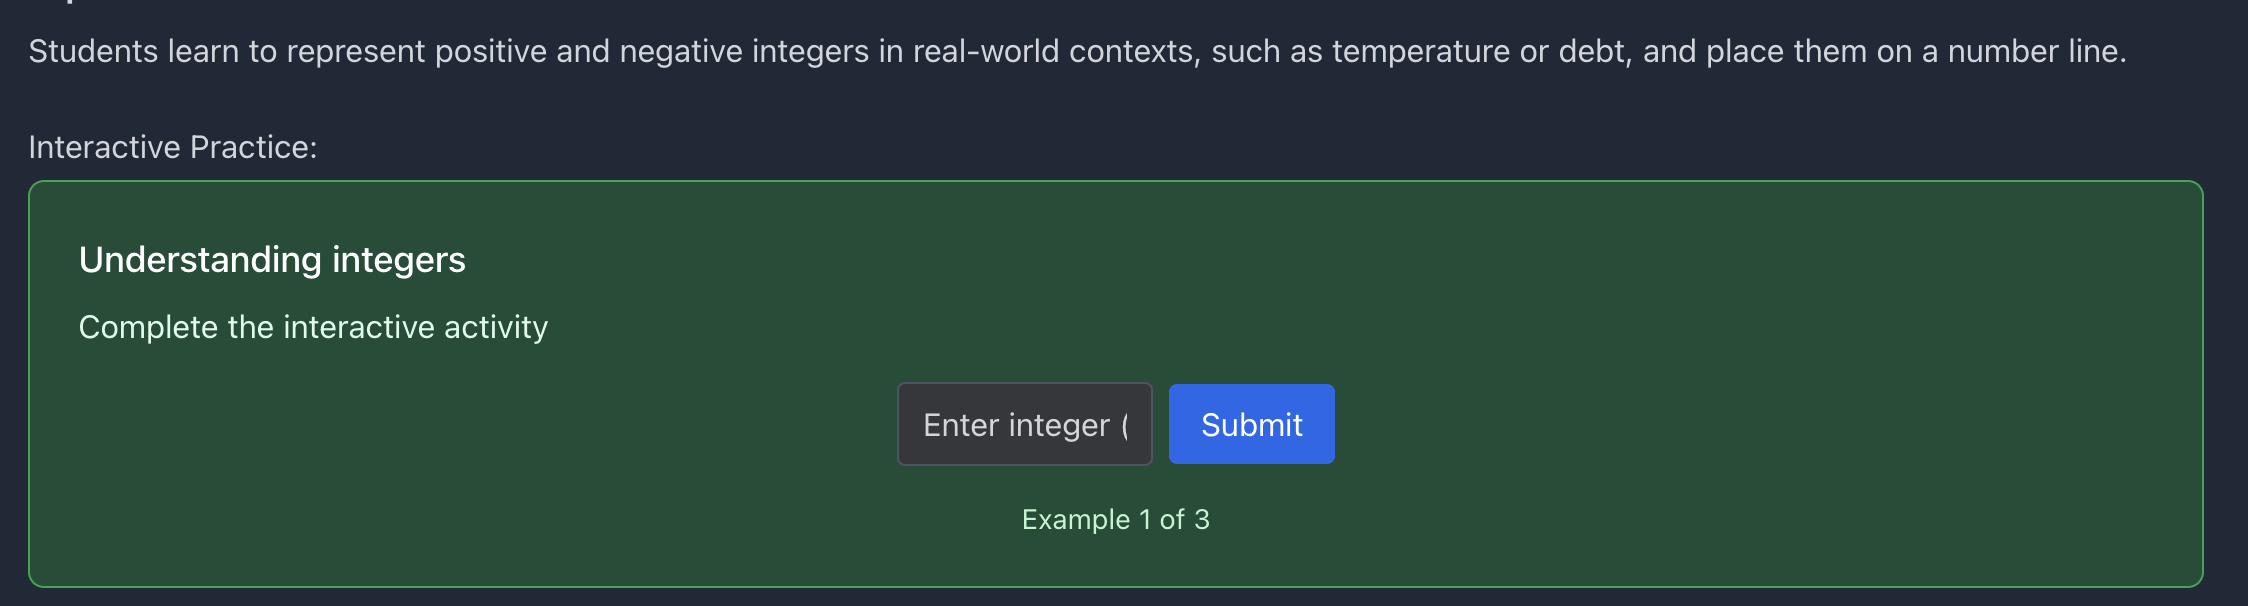 Students learn to represent positive and negative integers in real-world contexts, such as temperature or debt, and place them on a number line.
Interactive Practice:
Understanding integers
Complete the interactive activity
Enter integer (
Submit
Example 1 of 3